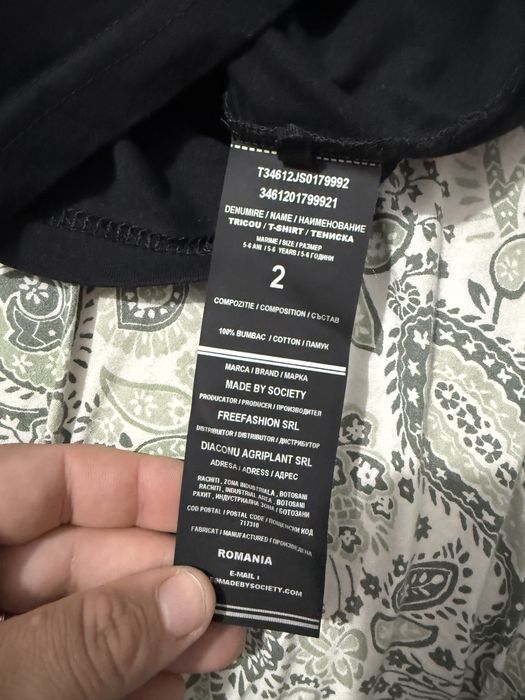 T34612JS0179992
3461201799921
DENUMIRE / NAME / НАИМЕНОВАНИЕ
TRICOU / T-SHIRT / ТЕНИСКА
MARIME / SIZE / РАЗМЕР
5-6 ANI / 5-6 YEARS / 5-6 ГОДИНИ
2
COMPOZITIE / COMPOSITION / СЪСТАВ
100% BUMBAC / COTTON / ПАМУК
MARCA / BRAND / МАРКА
MADE BY SOCIETY
PRODUCATOR / PRODUCER / ПРОИЗВОДИТЕЛ
FREEFASHION SRL
DISTRIBUITOR / DISTRIBUTOR / ДИСТРИБУТОР
DIACONU AGRIPLANT SRL
ADRESA / ADRESS / АДРЕС
RACHITI, ZONA INDUSTRIALA, BOTOSANI
RACHITI, INDUSTRIAL AREA, BOTOSANI
РАХИТ, ИНДУСТРИАЛНА ЗОНА / БОТОЗАНИ
COD POSTAL / POSTAL CODE / ПОЩЕНСКИ КОД
717310
FABRICAT / MANUFACTURED / ПРОИЗВЕДЕНА
ROMANIA
E-MAIL :
MADEBYSOCIETY.COM